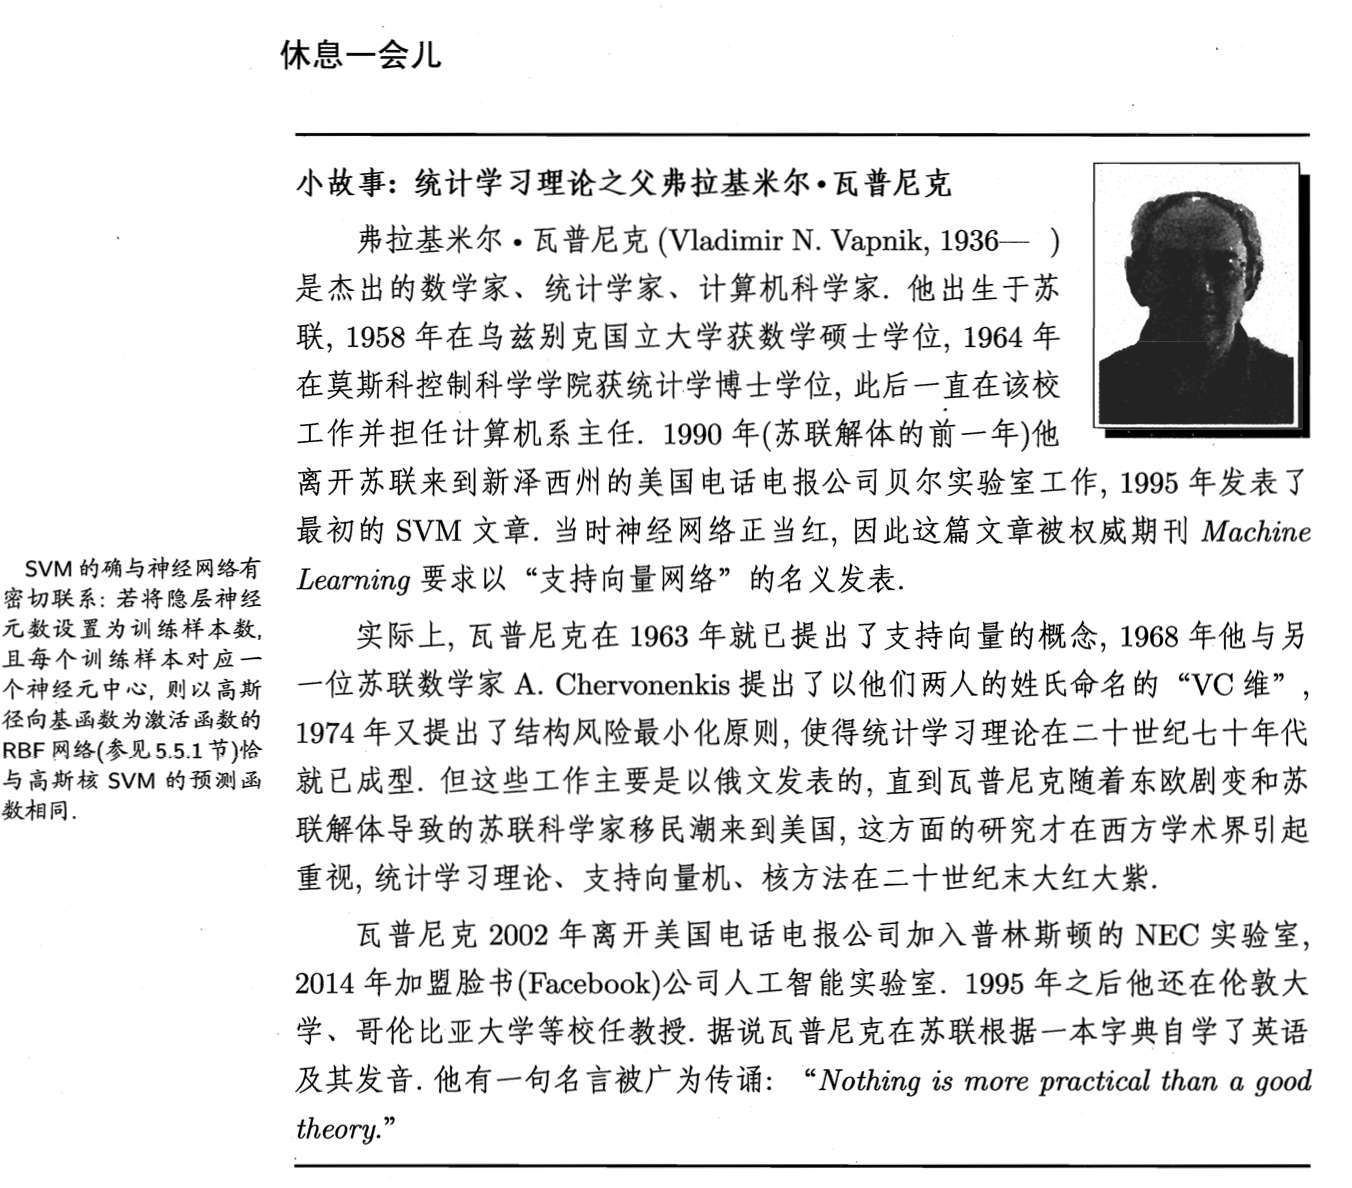 休息一会儿
小故事: 统计学习理论之父弗拉基米尔•瓦普尼克
弗拉基米尔 • 瓦普尼克 (Vladimir N. Vapnik, 1936— )
是杰出的数学家、统计学家、计算机科学家. 他出生于苏
联, 1958 年在乌兹别克国立大学获数学硕士学位, 1964 年
在莫斯科控制科学学院获统计学博士学位, 此后一直在该校
工作并担任计算机系主任. 1990 年(苏联解体的前一年)他
离开苏联来到新泽西州的美国电话电报公司贝尔实验室工作, 1995 年发表了
最初的 SVM 文章. 当时神经网络正当红, 因此这篇文章被权威期刊 Machine
Learning 要求以 “支持向量网络” 的名义发表.
实际上, 瓦普尼克在 1963 年就已提出了支持向量的概念, 1968 年他与另
一位苏联数学家 A. Chervonenkis 提出了以他们两人的姓氏命名的 “VC 维”,
1974 年又提出了结构风险最小化原则, 使得统计学习理论在二十世纪七十年代
就已成型. 但这些工作主要是以俄文发表的, 直到瓦普尼克随着东欧剧变和苏
联解体导致的苏联科学家移民潮来到美国, 这方面的研究才在西方学术界引起
重视, 统计学习理论、支持向量机、核方法在二十世纪末大红大紫.
瓦普尼克 2002 年离开美国电话电报公司加入普林斯顿的 NEC 实验室,
2014 年加盟脸书(Facebook)公司人工智能实验室. 1995 年之后他还在伦敦大
学、哥伦比亚大学等校任教授. 据说瓦普尼克在苏联根据一本字典自学了英语
及其发音. 他有一句名言被广为传诵: “Nothing is more practical than a good
theory.”
SVM 的确与神经网络有
密切联系: 若将隐层神经
元数设置为训练样本数,
且每个训练样本对应一
个神经元中心, 则以高斯
径向基函数为激活函数的
RBF 网络(参见 5.5.1 节)恰
与高斯核 SVM 的预测函
数相同.